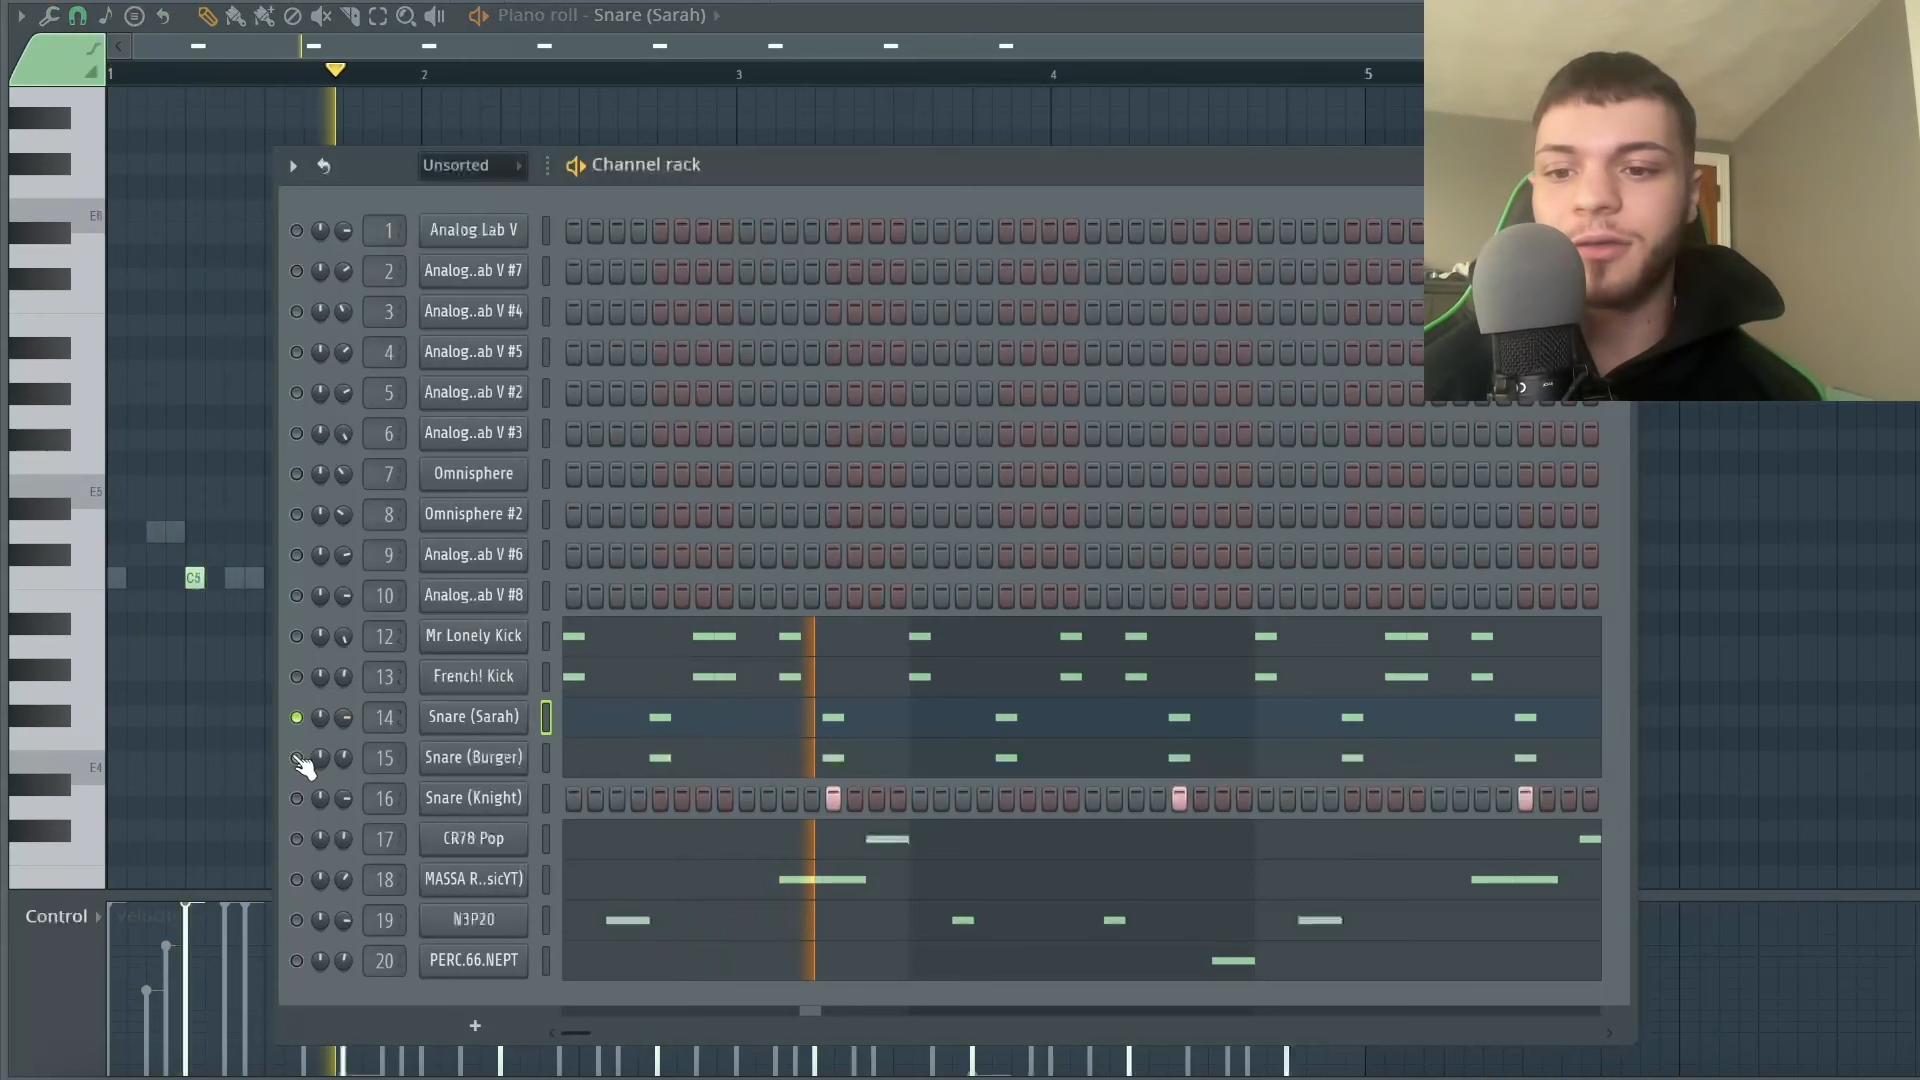 Piano roll - Snare (Sarah)
1 2 3 4 5
Unsorted Channel rack
E6
E5
C5
E4
1 Analog Lab V
2 Analog..ab V #7
3 Analog..ab V #4
4 Analog..ab V #5
5 Analog..ab V #2
6 Analog..ab V #3
7 Omnisphere
8 Omnisphere #2
9 Analog..ab V #6
10 Analog..ab V #8
12 Mr Lonely Kick
13 French! Kick
14 Snare (Sarah)
15 Snare (Burger)
16 Snare (Knight)
17 CR78 Pop
18 MASSA R..sicYT)
19 N3P20
20 PERC.66.NEPT
+
Control Velocity